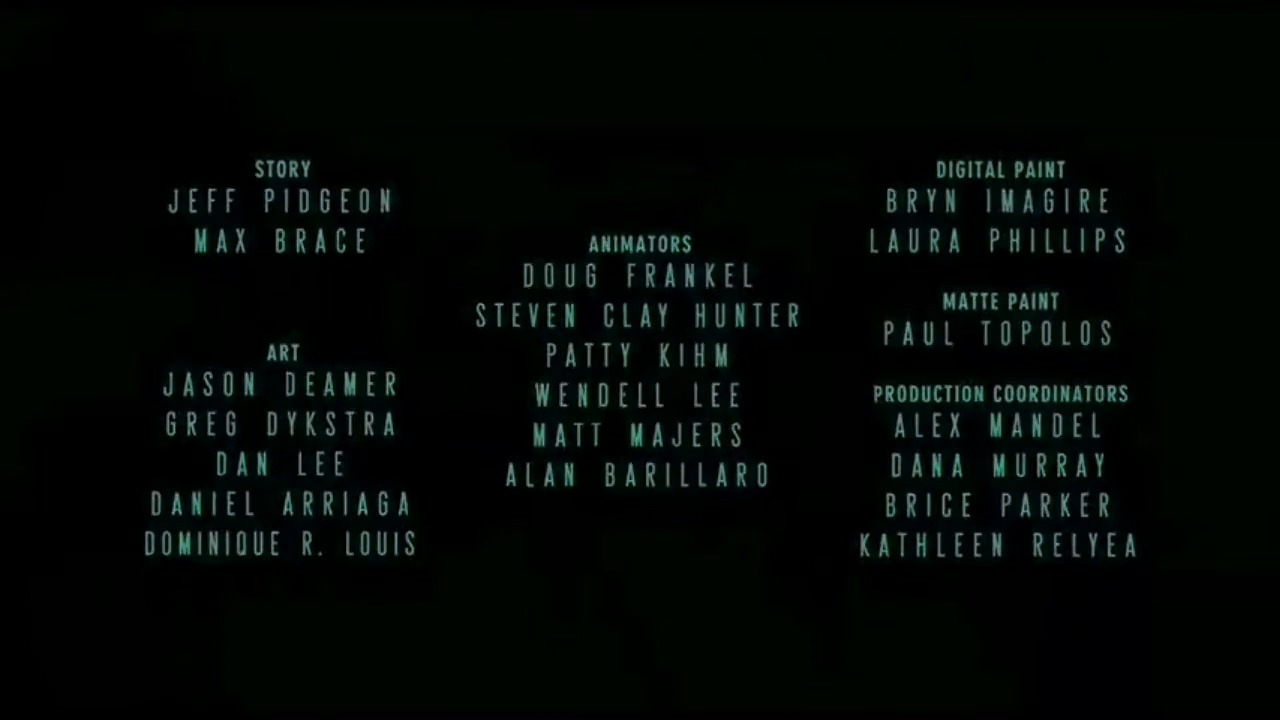 STORY
JEFF PIDGEON
MAX BRACE
ART
JASON DEAMER
GREG DYKSTRA
DAN LEE
DANIEL ARRIAGA
DOMINIQUE R. LOUIS
ANIMATORS
DOUG FRANKEL
STEVEN CLAY HUNTER
PATTY KIHM
WENDELL LEE
MATT MAJERS
ALAN BARILLARO
DIGITAL PAINT
BRYN IMAGIRE
LAURA PHILLIPS
MATTE PAINT
PAUL TOPOLOS
PRODUCTION COORDINATORS
ALEX MANDEL
DANA MURRAY
BRICE PARKER
KATHLEEN RELYEA